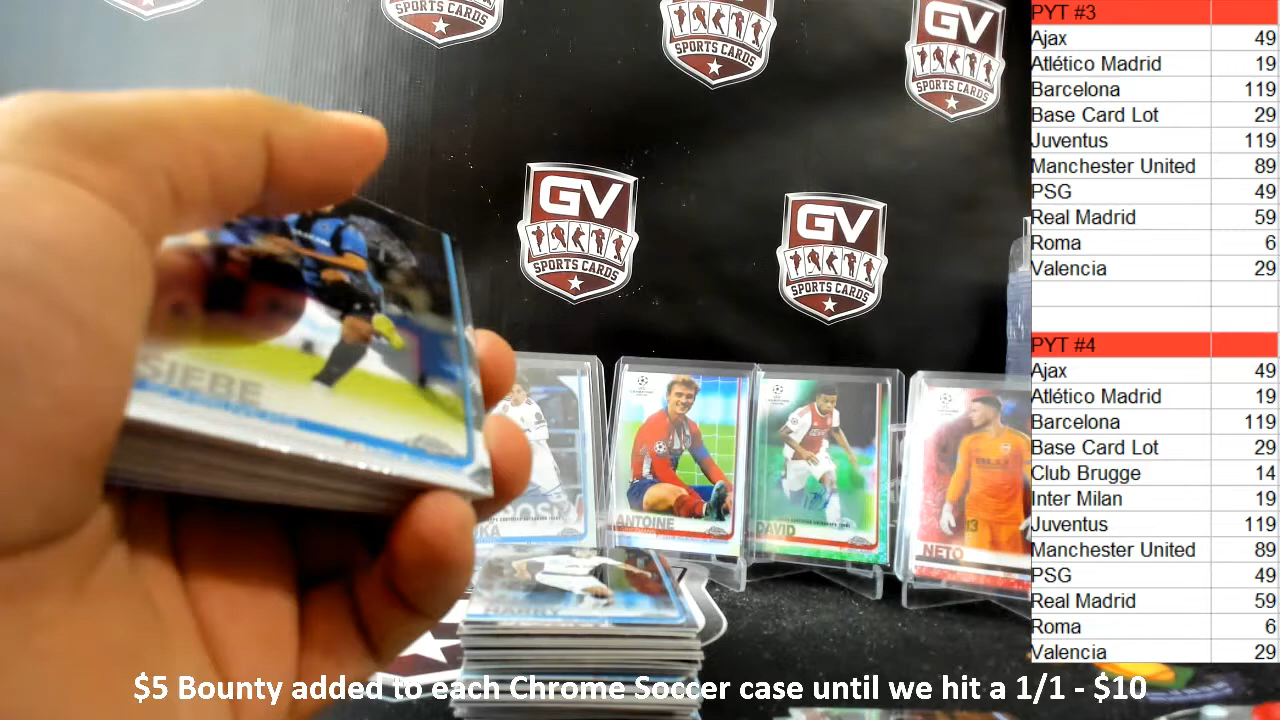 GV
SPORTS CARDS
GV
SPORTS CARDS
GV
SPORTS CARDS
SPORTS CARDS
SPORTS CARDS
SIEBE
ANTOINE
DAVID
NETO
HARRY
PYT #3
Ajax 49
Atlético Madrid 19
Barcelona 119
Base Card Lot 29
Juventus 119
Manchester United 89
PSG 49
Real Madrid 59
Roma 6
Valencia 29
PYT #4
Ajax 49
Atlético Madrid 19
Barcelona 119
Base Card Lot 29
Club Brugge 14
Inter Milan 19
Juventus 119
Manchester United 89
PSG 49
Real Madrid 59
Roma 6
Valencia 29
$5 Bounty added to each Chrome Soccer case until we hit a 1/1 - $10